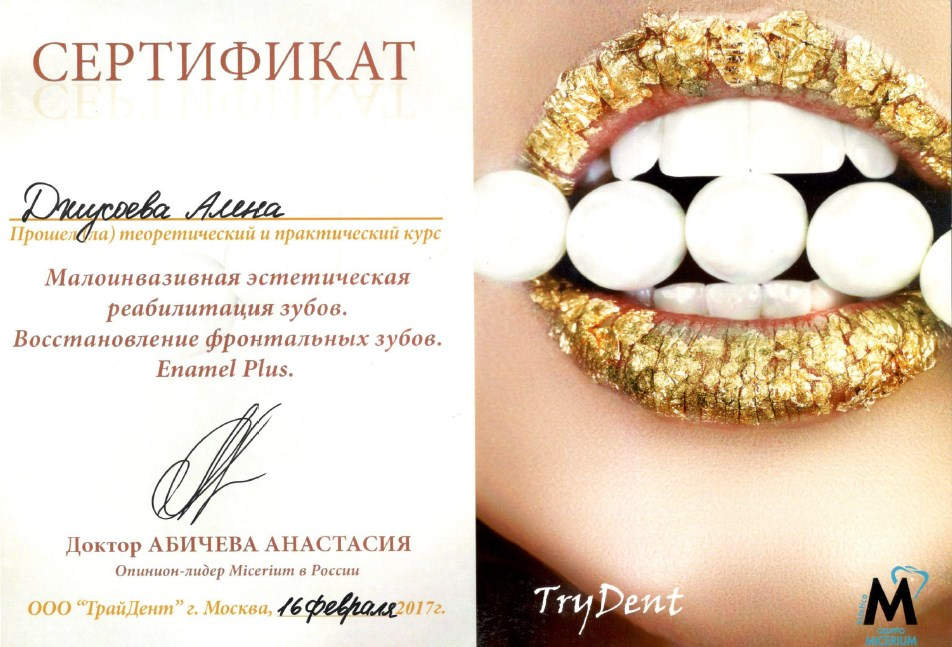 СЕРТИФИКАТ
Джусоева Алена
Прошел(ла) теоретический и практический курс
Малоинвазивная эстетическая
реабилитация зубов.
Восстановление фронтальных зубов.
Enamel Plus.
Доктор АБИЧЕВА АНАСТАСИЯ
Опинион-лидер Micerium в России
ООО “ТрайДент” г. Москва, 16 февраля 2017г.
TryDent
M
MICERIUM